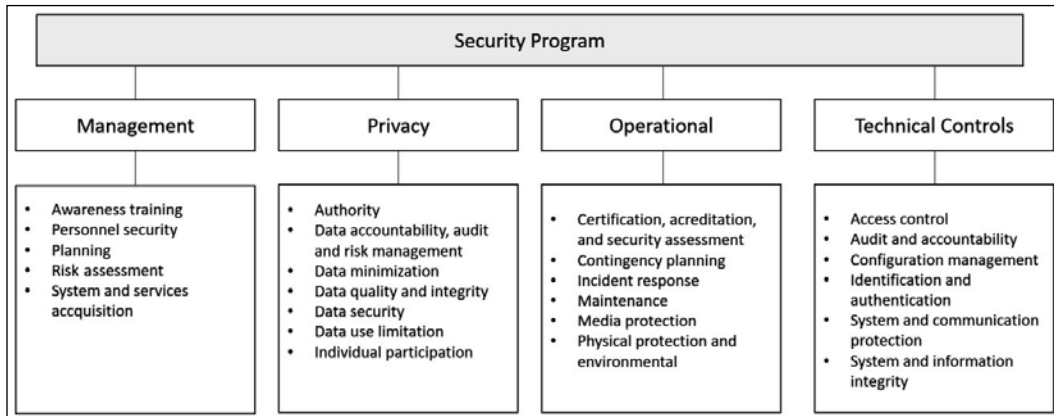 Security Program
Management
Privacy
Operational
Technical Controls
• Awareness training
• Personnel security
• Planning
• Risk assessment
• System and services
accquisition
• Authority
• Data accountability, audit
and risk management
• Data minimization
• Data quality and integrity
• Data security
• Data use limitation
• Individual participation
• Certification, acreditation,
and security assessment
• Contingency planning
• Incident response
• Maintenance
• Media protection
• Physical protection and
environmental
• Access control
• Audit and accountability
• Configuration management
• Identification and
authentication
• System and communication
protection
• System and information
integrity